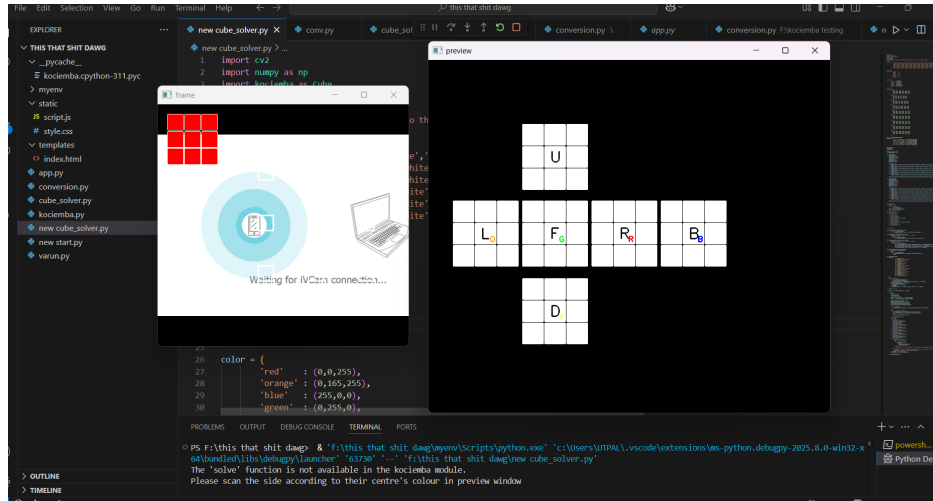 File Edit Selection View Go Run Terminal Help
this that shit dawg
EXPLORER
THIS THAT SHIT DAWG
__pycache__
kociemba.cpython-311.pyc
myenv
static
JS script.js
# style.css
templates
<> index.html
app.py
conversion.py
cube_solver.py
kociemba.py
new cube_solver.py
new start.py
varun.py
OUTLINE
TIMELINE
new cube_solver.py
conv.py
cube_sol
conversion.py .\
app.py
conversion.py F:\kociemba testing
new cube_solver.py > ...
1 import cv2
2 import numpy as np
3 import kociemba as Cube
frame
Waiting for iVCam connection...
preview
U
L O F G R R B B
D
26 color = {
27 'red' : (0,0,255),
28 'orange' : (0,165,255),
29 'blue' : (255,0,0),
30 'green' : (0,255,0),
PROBLEMS OUTPUT DEBUG CONSOLE TERMINAL PORTS
PS F:\this that shit dawg> & 'f:\this that shit dawg\myenv\Scripts\python.exe' 'c:\Users\UTPAL\.vscode\extensions\ms-python.debugpy-2025.8.0-win32-x
64\bundled\libs\debugpy\launcher' '63730' '--' 'f:\this that shit dawg\new cube_solver.py'
The 'solve' function is not available in the kociemba module.
Please scan the side according to their centre's colour in preview window
powersh...
Python De